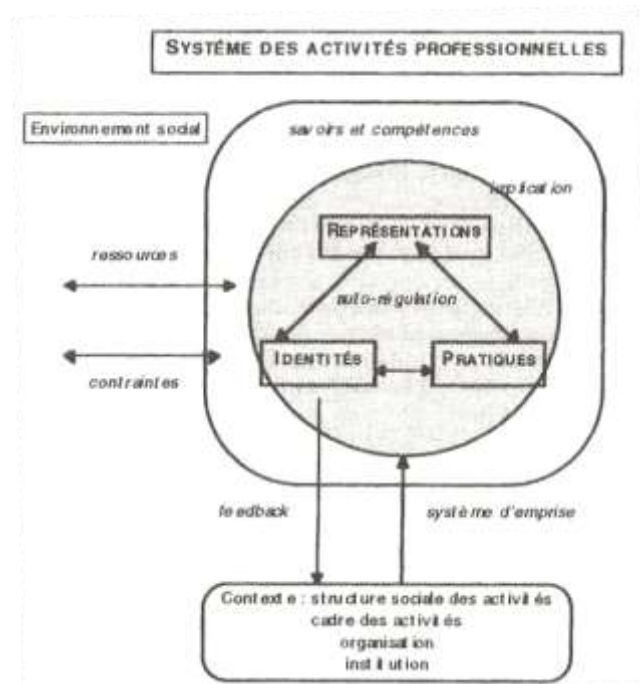 SYSTÉME DES ACTIVITÉS PROFESSIONNELLES
Environnement social
savoirs et compétences
implication
REPRÉSENTATIONS
ressources
auto-régulation
IDENTITÉS
PRATIQUES
contraintes
feedback
système d'emprise
Contexte : structure sociale des activités
cadre des activités
organisation
institution